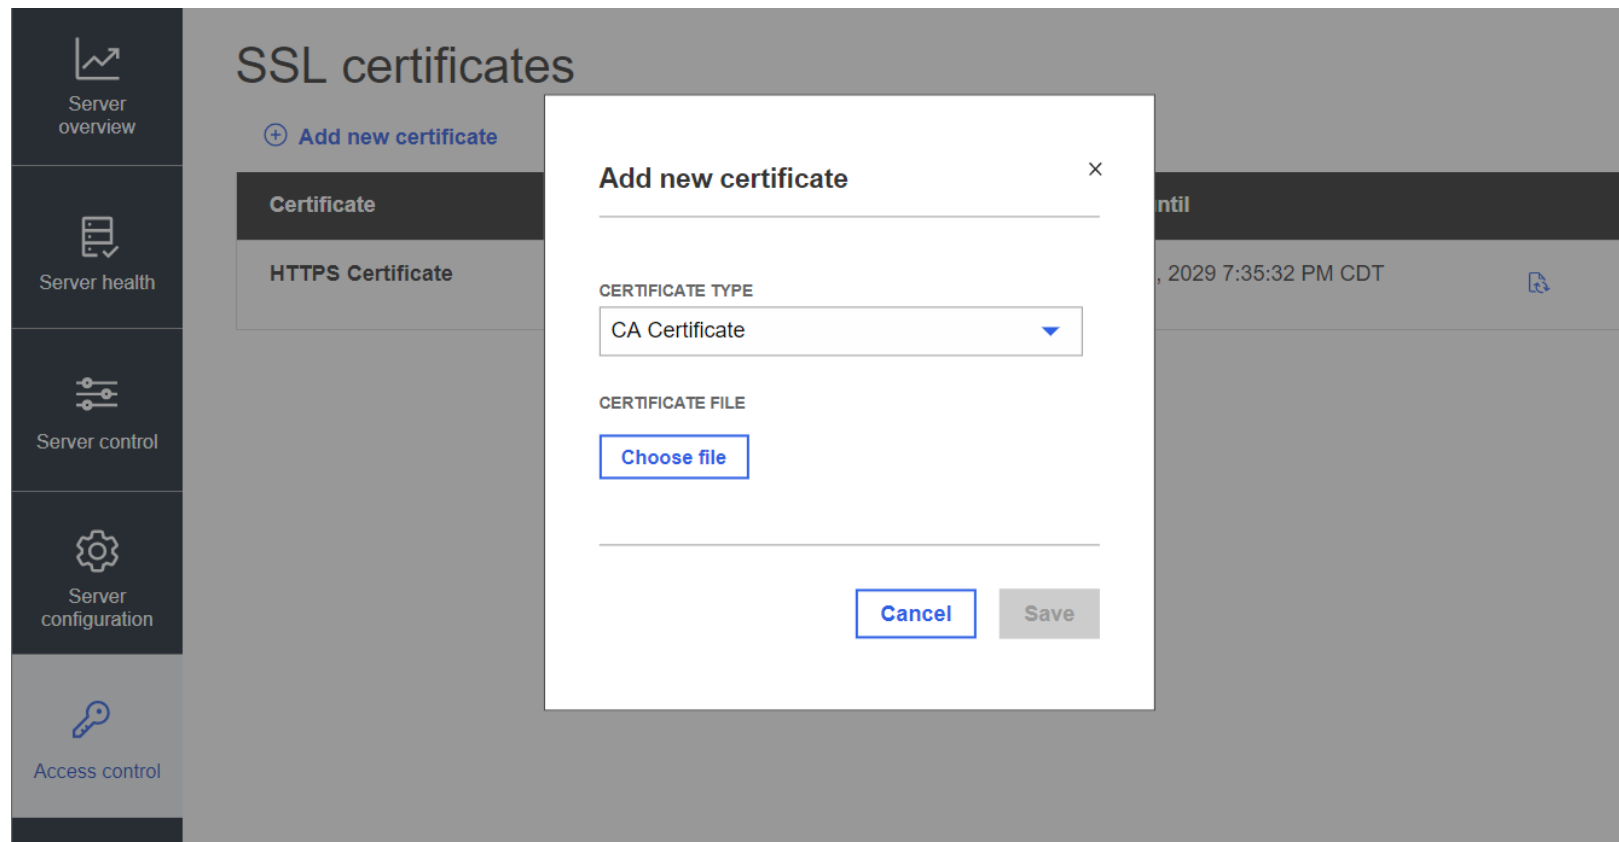 Server
overview
Server health
Server control
Server
configuration
Access control
SSL certificates
Add new certificate
Certificate
ntil
HTTPS Certificate
, 2029 7:35:32 PM CDT
Add new certificate
CERTIFICATE TYPE
CA Certificate
CERTIFICATE FILE
Choose file
Cancel
Save